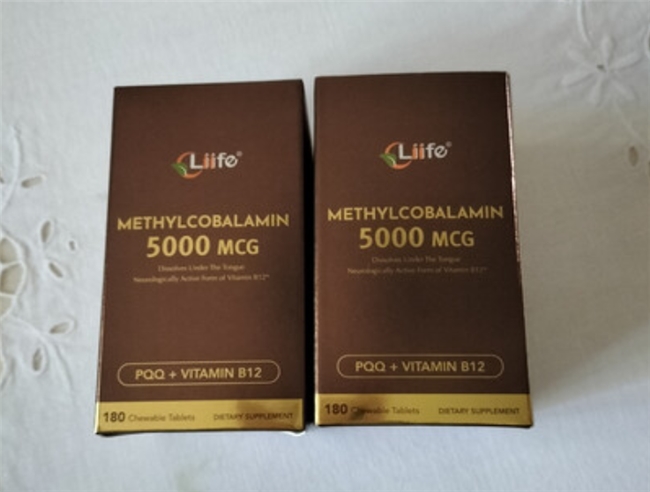 Liife®
METHYLCOBALAMIN
5000 MCG
Dissolves Under The Tongue
Neurologically Active Form of Vitamin B12*
PQQ + VITAMIN B12
180 Chewable Tablets DIETARY SUPPLEMENT
Liife®
METHYLCOBALAMIN
5000 MCG
Dissolves Under The Tongue
Neurologically Active Form of Vitamin B12*
PQQ + VITAMIN B12
180 Chewable Tablets DIETARY SUPPLEMENT